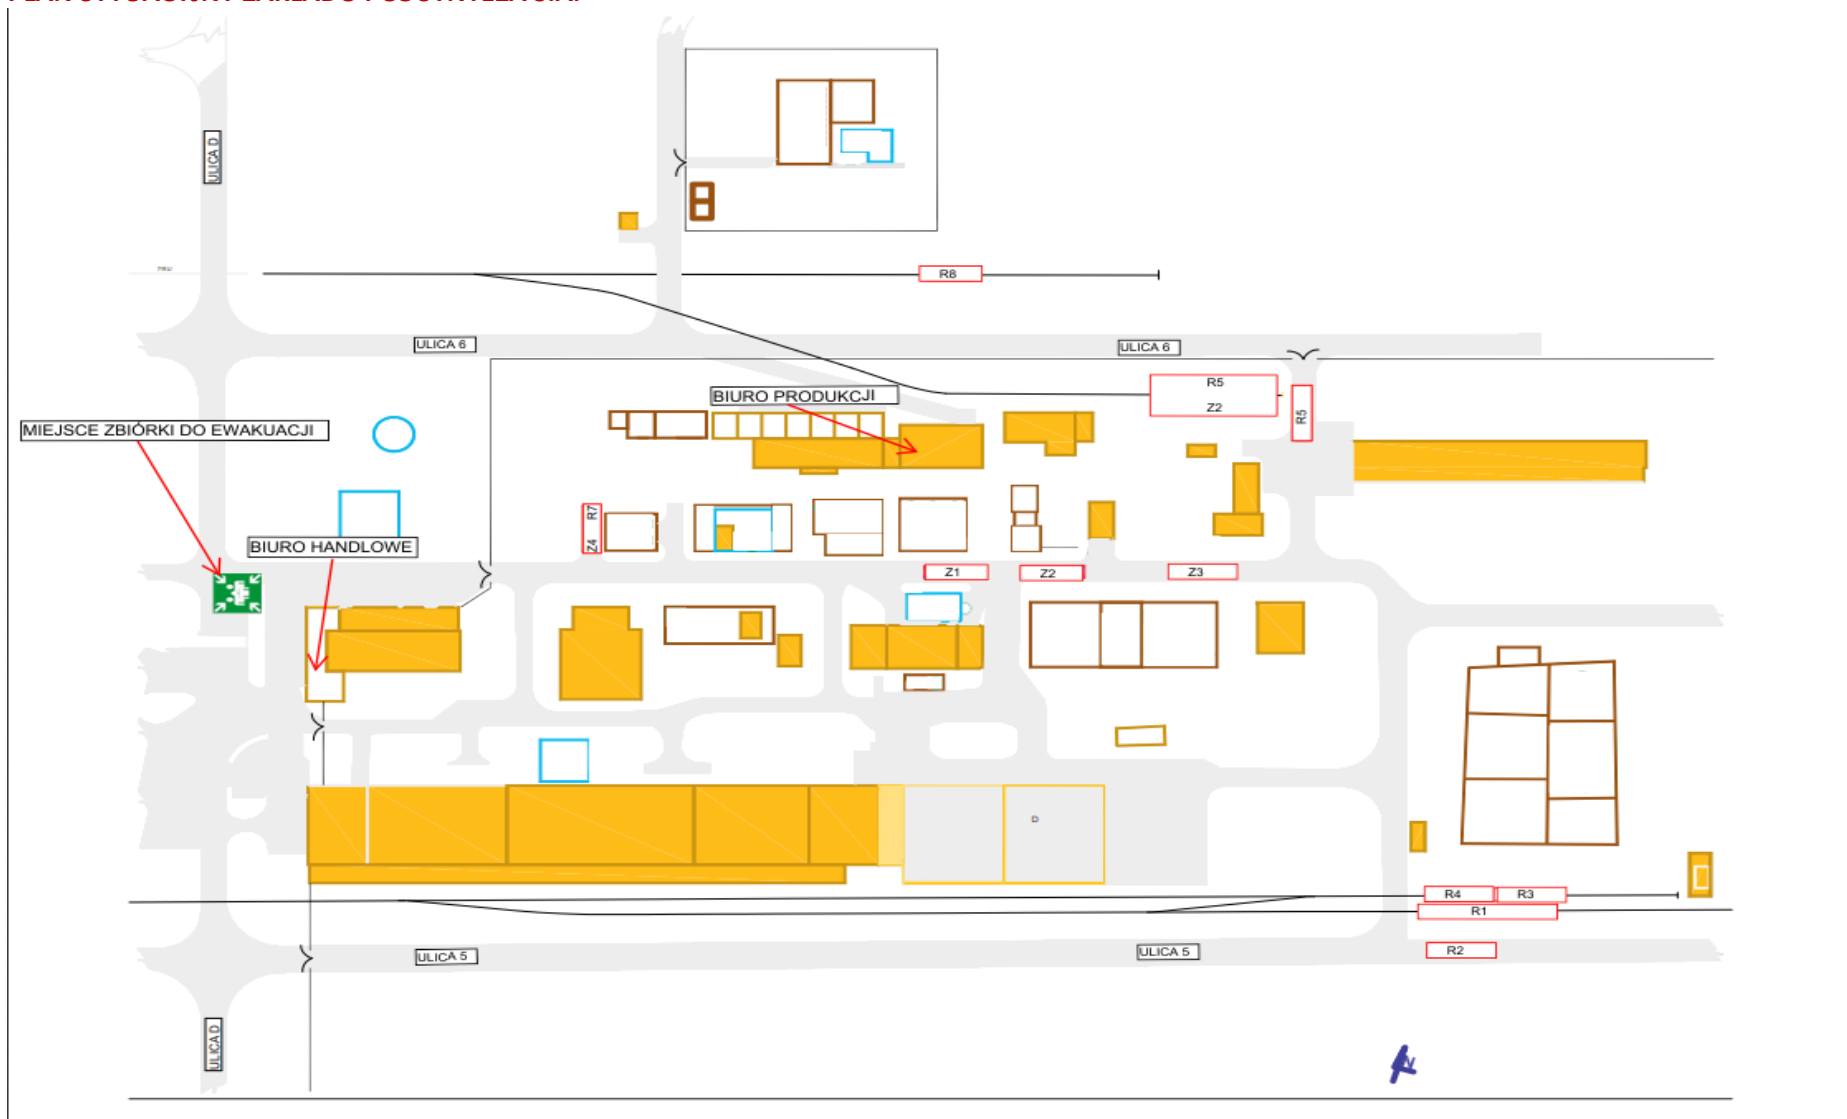 ULICA D
R8
ULICA 6
ULICA 6
R5
Z2
R5
BIURO PRODUKCJI
MIEJSCE ZBIÓRKI DO EWAKUACJI
R7
Z4
BIURO HANDLOWE
Z1
Z2
Z3
D
R4
R3
R1
R2
ULICA 5
ULICA 5
ULICA D
N